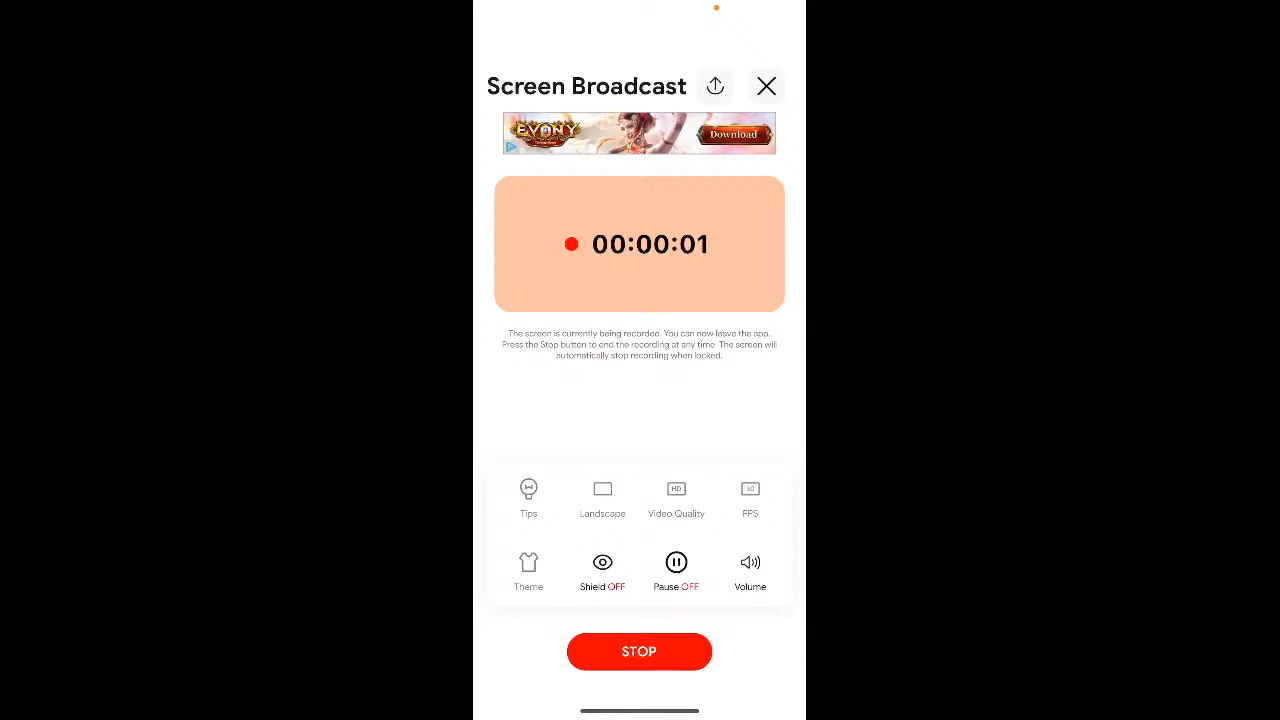 Screen Broadcast
EVONY
Download
00:00:01
The screen is currently being recorded. You can now leave the app.
Press the Stop button to end the recording at any time. The screen will
automatically stop recording when locked.
HD
30
Tips Landscape Video Quality FPS
Theme Shield OFF Pause OFF Volume
STOP